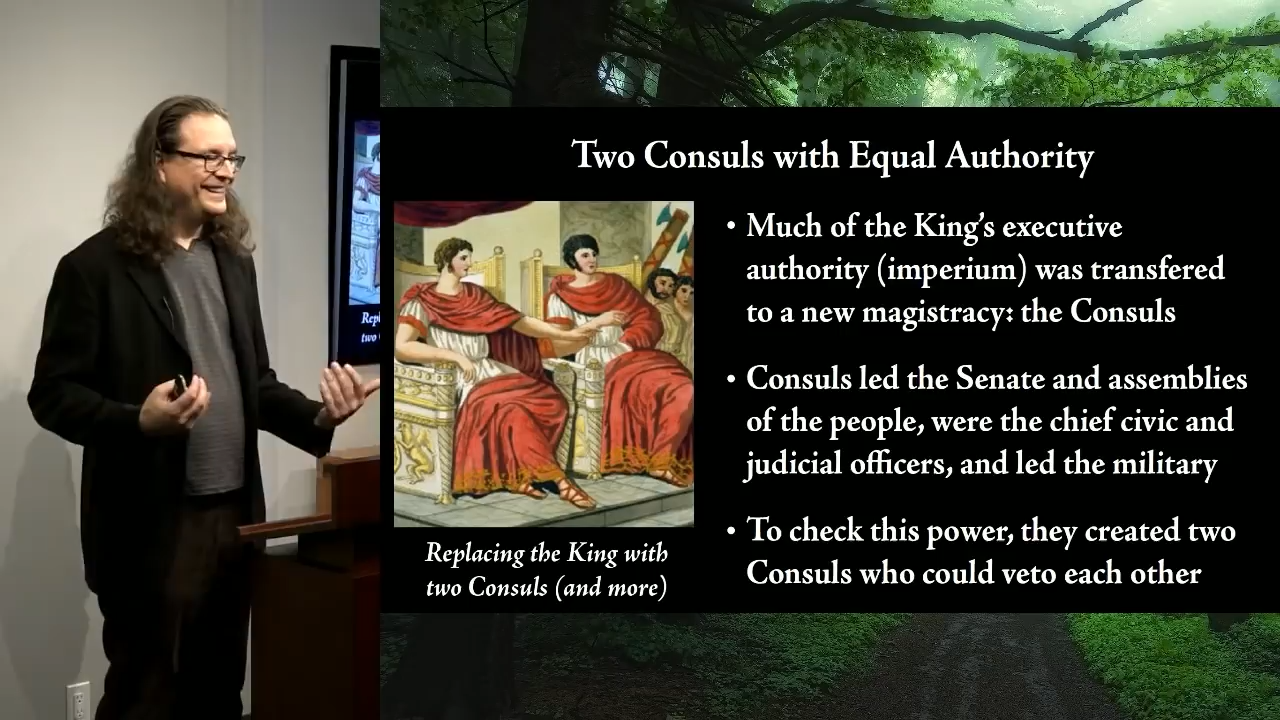 Two Consuls with Equal Authority
• Much of the King's executive
authority (imperium) was transfered
to a new magistracy: the Consuls
• Consuls led the Senate and assemblies
of the people, were the chief civic and
judicial officers, and led the military
• To check this power, they created two
Consuls who could veto each other
Replacing the King with
two Consuls (and more)
Repl
two